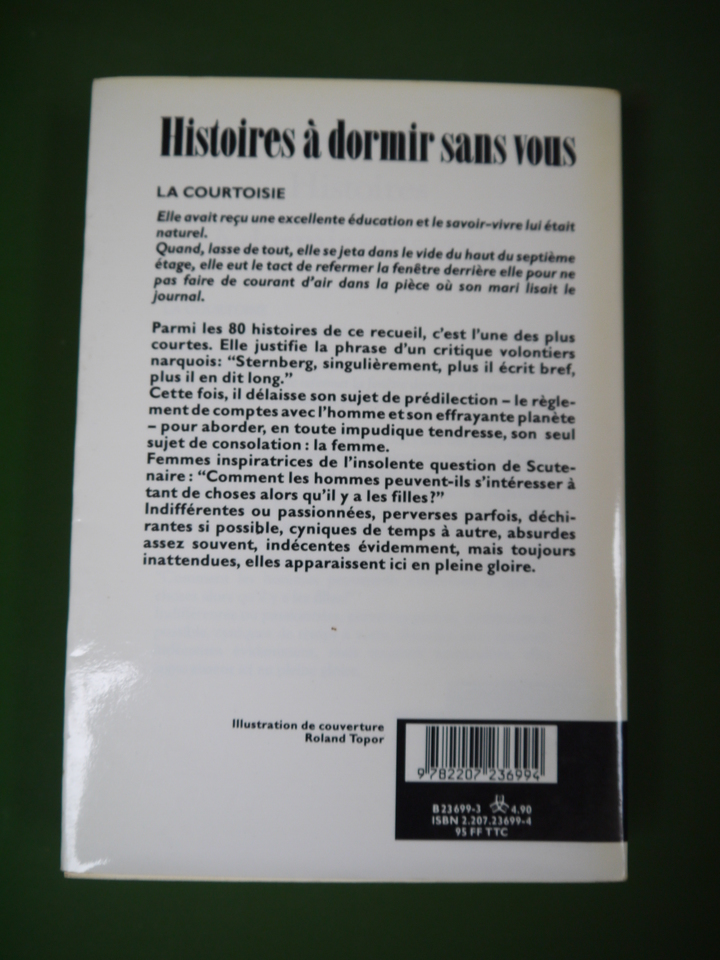 Histoires à dormir sans vous
LA COURTOISIE
Elle avait reçu une excellente éducation et le savoir-vivre lui était
naturel.
Quand, lasse de tout, elle se jeta dans le vide du haut du septième
étage, elle eut le tact de refermer la fenêtre derrière elle pour ne
pas faire de courant d'air dans la pièce où son mari lisait le
journal.
Parmi les 80 histoires de ce recueil, c'est l'une des plus
courtes. Elle justifie la phrase d'un critique volontiers
narquois: "Sternberg, singulièrement, plus il écrit bref,
plus il en dit long."
Cette fois, il délaisse son sujet de prédilection – le règle-
ment de comptes avec l'homme et son effrayante planète
– pour aborder, en toute impudique tendresse, son seul
sujet de consolation : la femme.
Femmes inspiratrices de l'insolente question de Scute-
naire : "Comment les hommes peuvent-ils s'intéresser à
tant de choses alors qu'il y a les filles?"
Indifférentes ou passionnées, perverses parfois, déchi-
rantes si possible, cyniques de temps à autre, absurdes
assez souvent, indécentes évidemment, mais toujours
inattendues, elles apparaissent ici en pleine gloire.
Illustration de couverture
Roland Topor
9 782207 236994
B 23699-3 4.90
ISBN 2.207.23699-4
95 FF TTC